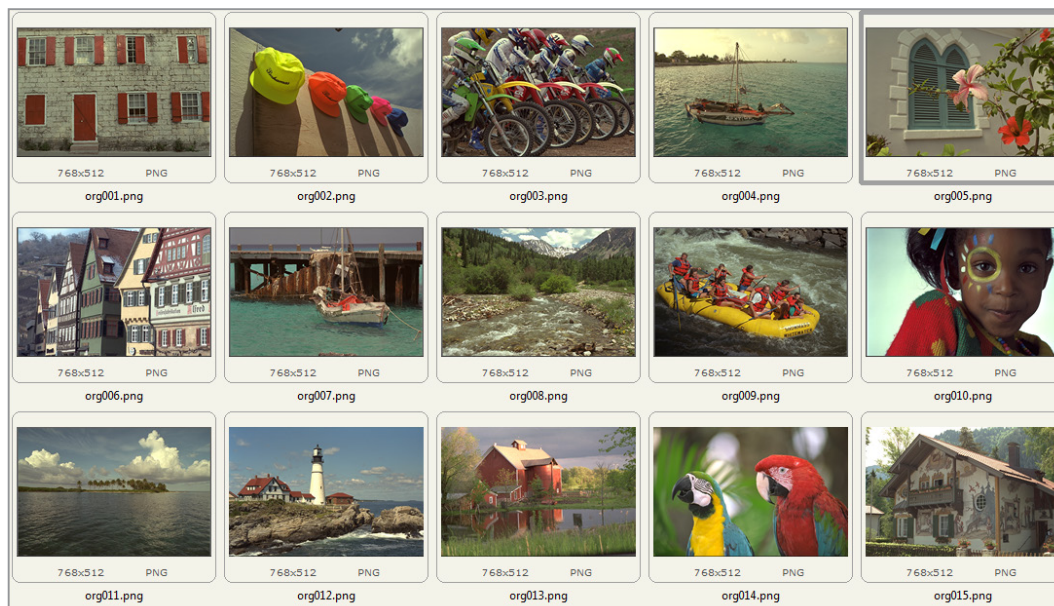 768x512 PNG 768x512 PNG 768x512 PNG 768x512 PNG 768x512 PNG
org001.png org002.png org003.png org004.png org005.png
768x512 PNG 768x512 PNG 768x512 PNG 768x512 PNG 768x512 PNG
org006.png org007.png org008.png org009.png org010.png
768x512 PNG 768x512 PNG 768x512 PNG 768x512 PNG 768x512 PNG
org011.png org012.png org013.png org014.png org015.png